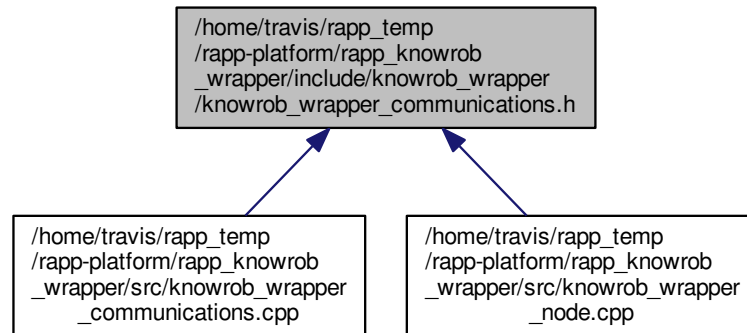 /home/travis/rapp_temp
/rapp-platform/rapp_knowrob
_wrapper/include/knowrob_wrapper
/knowrob_wrapper_communications.h
/home/travis/rapp_temp
/rapp-platform/rapp_knowrob
_wrapper/src/knowrob_wrapper
_communications.cpp
/home/travis/rapp_temp
/rapp-platform/rapp_knowrob
_wrapper/src/knowrob_wrapper
_node.cpp